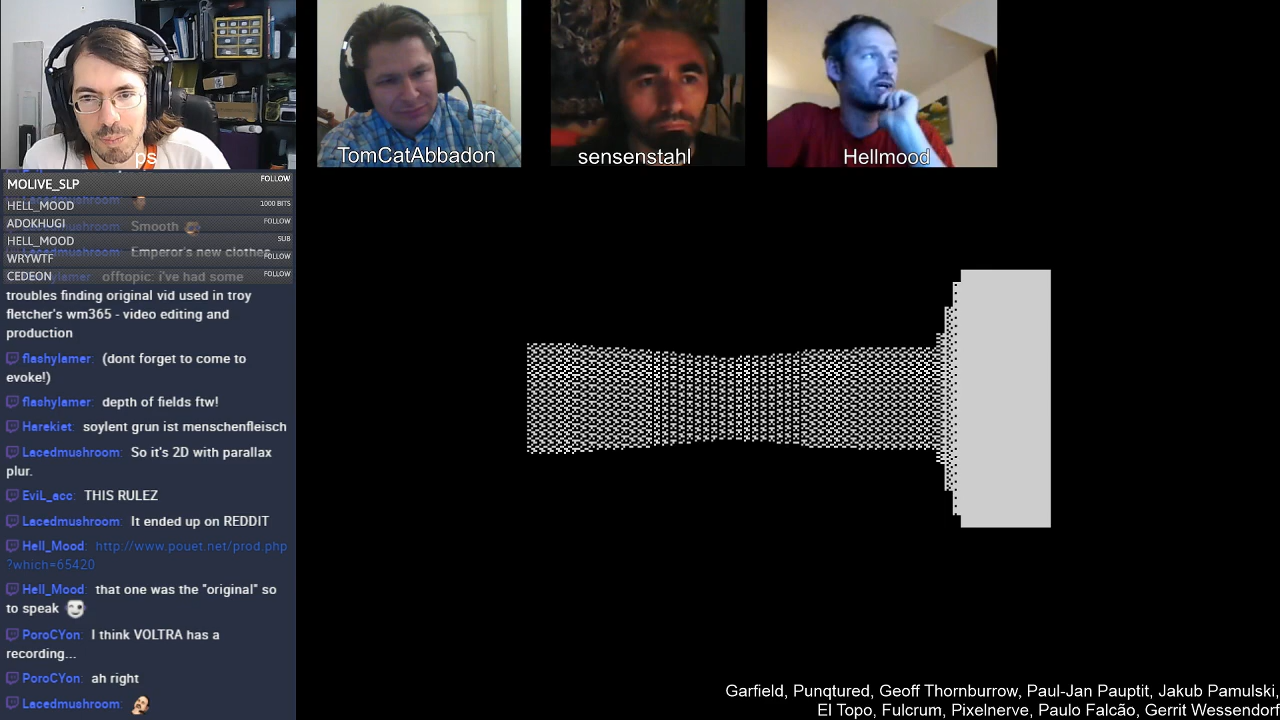 ps
TomCatAbbadon
sensenstahl
Hellmood
MOLIVE_SLP FOLLOW
HELL_MOOD 1000 BITS
ADOKHUGI FOLLOW
Smooth
HELL_MOOD SUB
Emperor's new clothes
WRYWTF FOLLOW
CEDEON FOLLOW
offtopic: i've had some
troubles finding original vid used in troy
fletcher's wm365 - video editing and
production
flashylamer: (dont forget to come to
evoke!)
flashylamer: depth of fields ftw!
Harekiet: soylent grun ist menschenfleisch
Lacedmushroom: So it's 2D with parallax
plur.
EviL_acc: THIS RULEZ
Lacedmushroom: It ended up on REDDIT
Hell_Mood: http://www.pouet.net/prod.php
?which=65420
Hell_Mood: that one was the "original" so
to speak
PoroCYon: I think VOLTRA has a
recording...
PoroCYon: ah right
Lacedmushroom:
Garfield, Punqtured, Geoff Thornburrow, Paul-Jan Pauptit, Jakub Pamulski,
El Topo, Fulcrum, Pixelnerve, Paulo Falcão, Gerrit Wessendorf